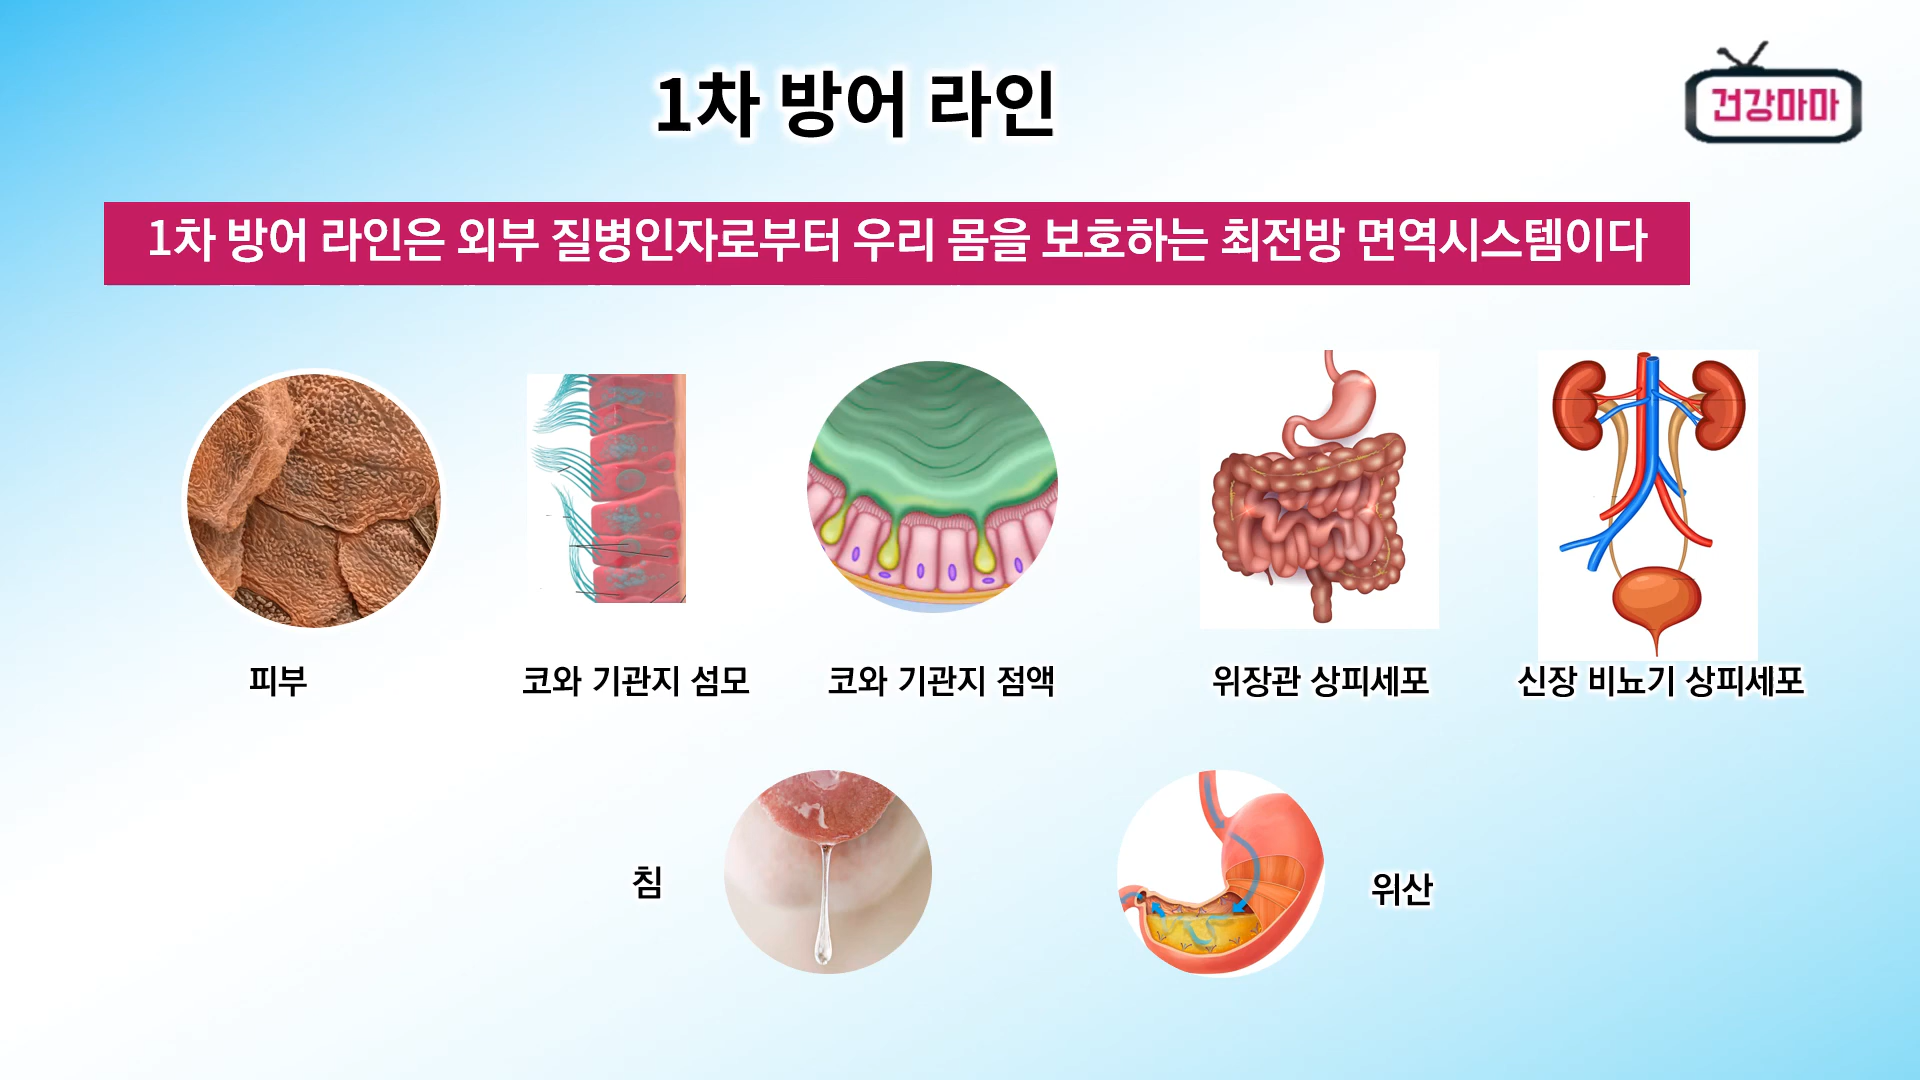 1차 방어 라인
건강마마
1차 방어 라인은 외부 질병인자로부터 우리 몸을 보호하는 최전방 면역시스템이다
피부
코와 기관지 섬모
코와 기관지 점액
위장관 상피세포
신장 비뇨기 상피세포
침
위산